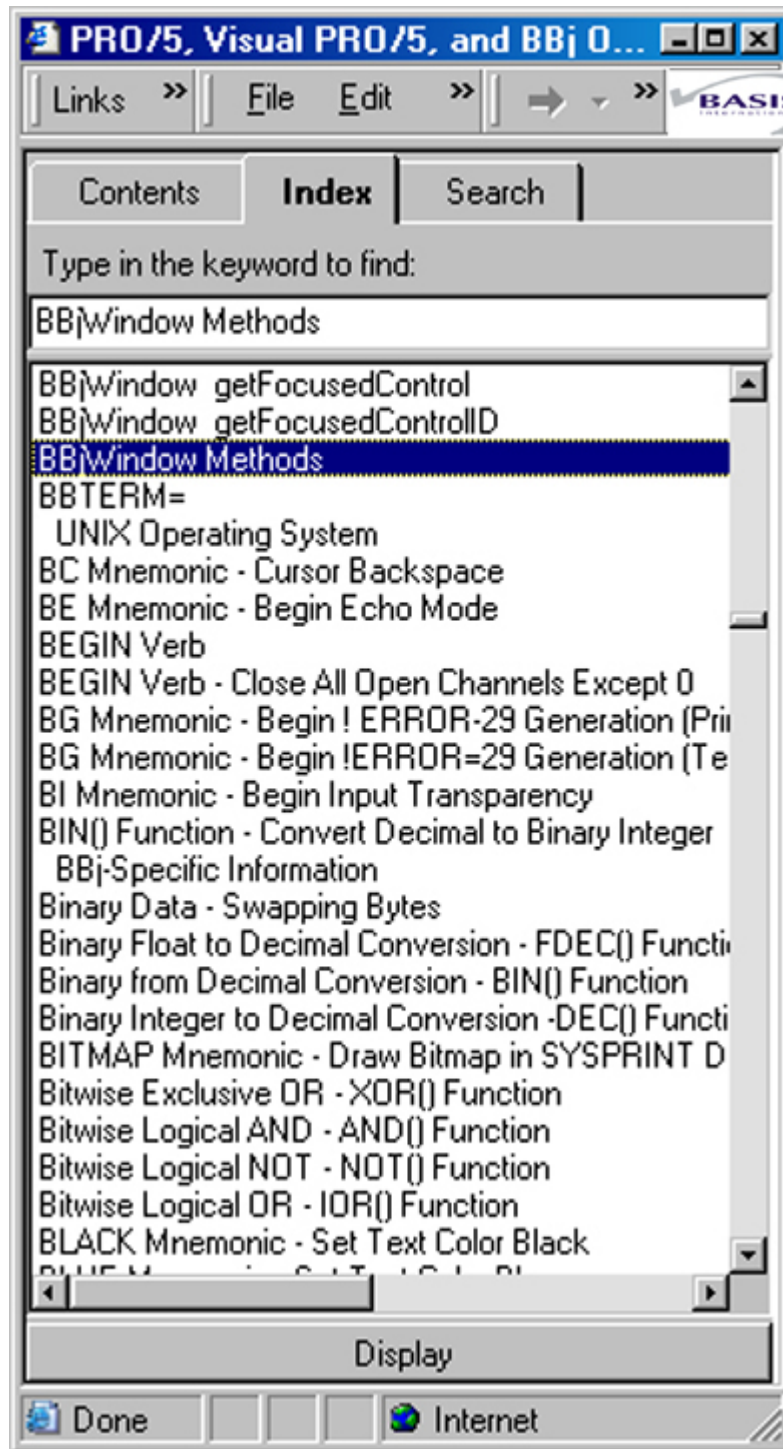 PRO/5, Visual PRO/5, and BBj O...
Links » File Edit » » BASIS
International
Contents Index Search
Type in the keyword to find:
BBjWindow Methods
BBjWindow getFocusedControl
BBjWindow getFocusedControlID
BBjWindow Methods
BBTERM=
UNIX Operating System
BC Mnemonic - Cursor Backspace
BE Mnemonic - Begin Echo Mode
BEGIN Verb
BEGIN Verb - Close All Open Channels Except 0
BG Mnemonic - Begin ! ERROR-29 Generation (Pri
BG Mnemonic - Begin !ERROR=29 Generation (Te
BI Mnemonic - Begin Input Transparency
BIN() Function - Convert Decimal to Binary Integer
BBj-Specific Information
Binary Data - Swapping Bytes
Binary Float to Decimal Conversion - FDEC() Functi
Binary from Decimal Conversion - BIN() Function
Binary Integer to Decimal Conversion -DEC() Functi
BITMAP Mnemonic - Draw Bitmap in SYSPRINT D
Bitwise Exclusive OR - XOR() Function
Bitwise Logical AND - AND() Function
Bitwise Logical NOT - NOT() Function
Bitwise Logical OR - IOR() Function
BLACK Mnemonic - Set Text Color Black
Display
Done Internet